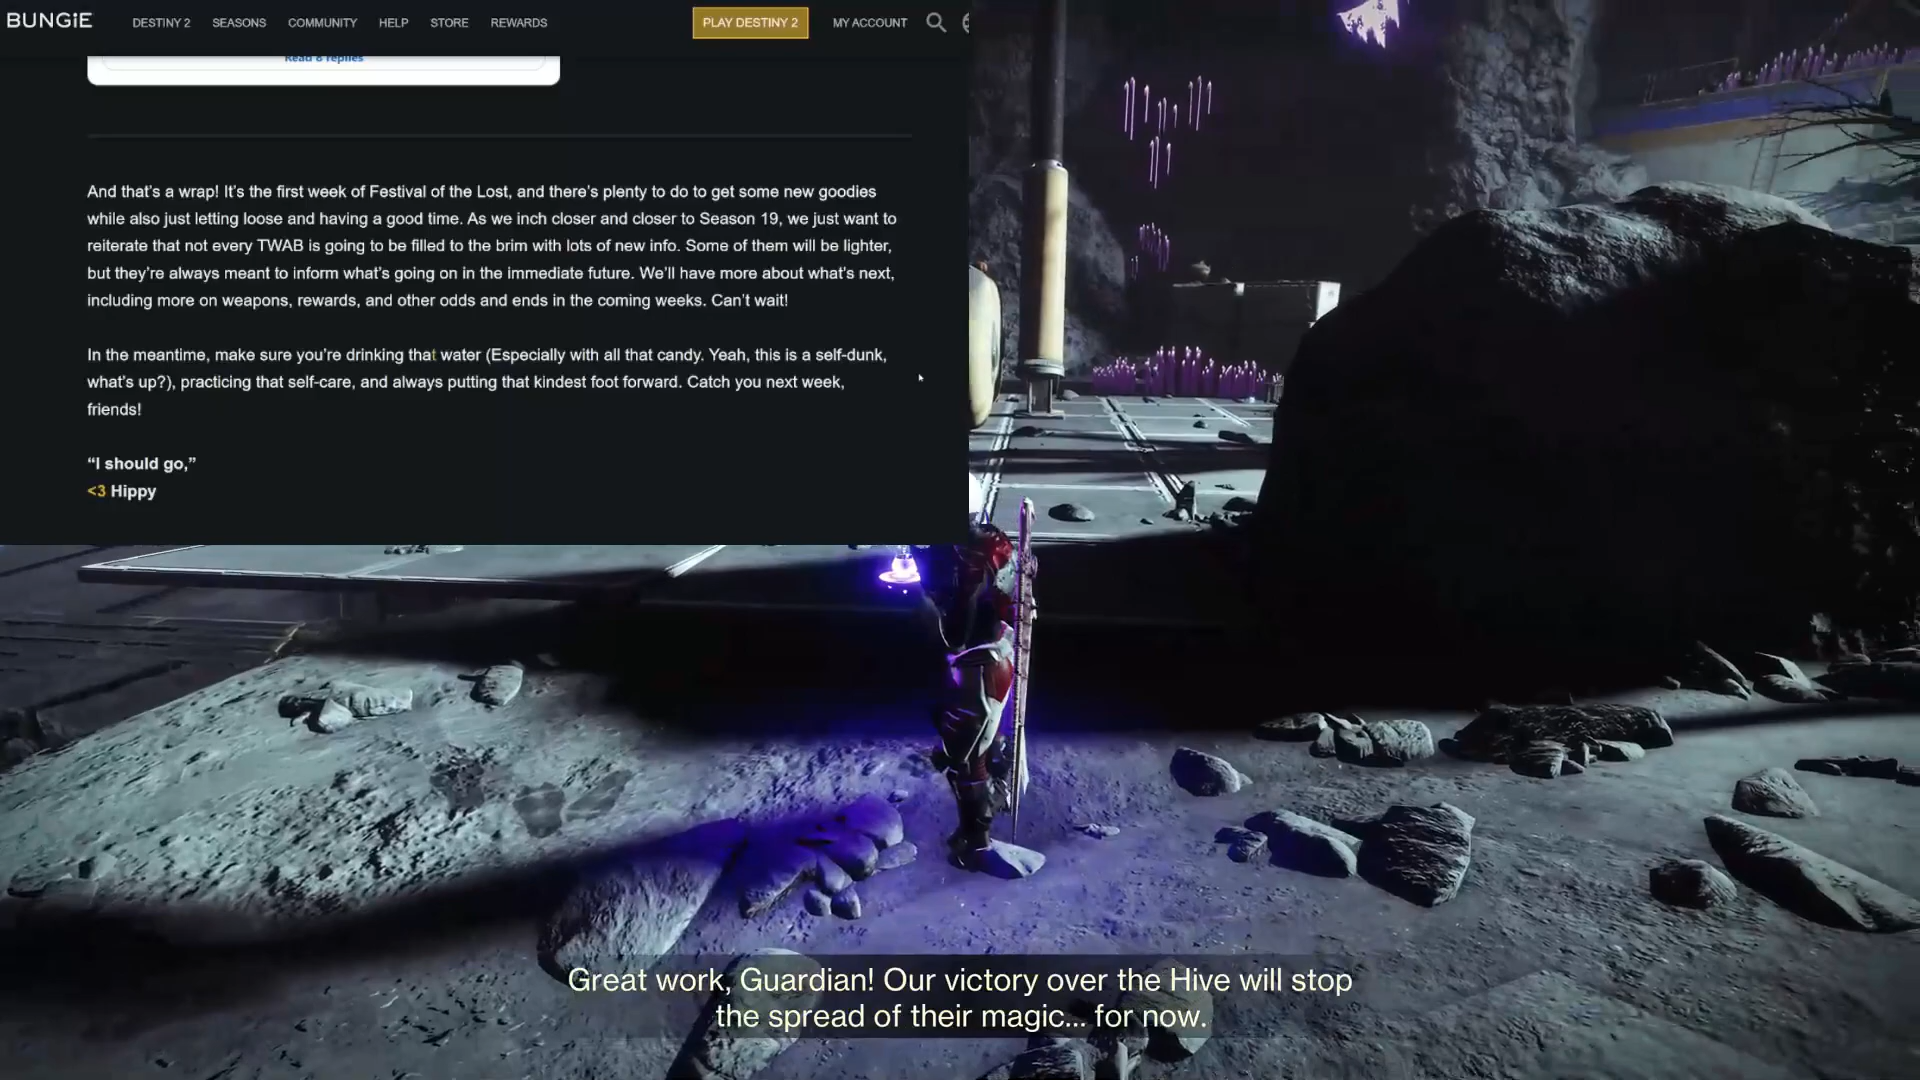 BUNGiE
DESTINY 2 SEASONS COMMUNITY HELP STORE REWARDS PLAY DESTINY 2 MY ACCOUNT
Read 8 replies
And that's a wrap! It's the first week of Festival of the Lost, and there's plenty to do to get some new goodies
while also just letting loose and having a good time. As we inch closer and closer to Season 19, we just want to
reiterate that not every TWAB is going to be filled to the brim with lots of new info. Some of them will be lighter,
but they're always meant to inform what's going on in the immediate future. We'll have more about what's next,
including more on weapons, rewards, and other odds and ends in the coming weeks. Can't wait!
In the meantime, make sure you're drinking that water (Especially with all that candy. Yeah, this is a self-dunk,
what's up?), practicing that self-care, and always putting that kindest foot forward. Catch you next week,
friends!
“I should go,”
<3 Hippy
Great work, Guardian! Our victory over the Hive will stop
the spread of their magic... for now.